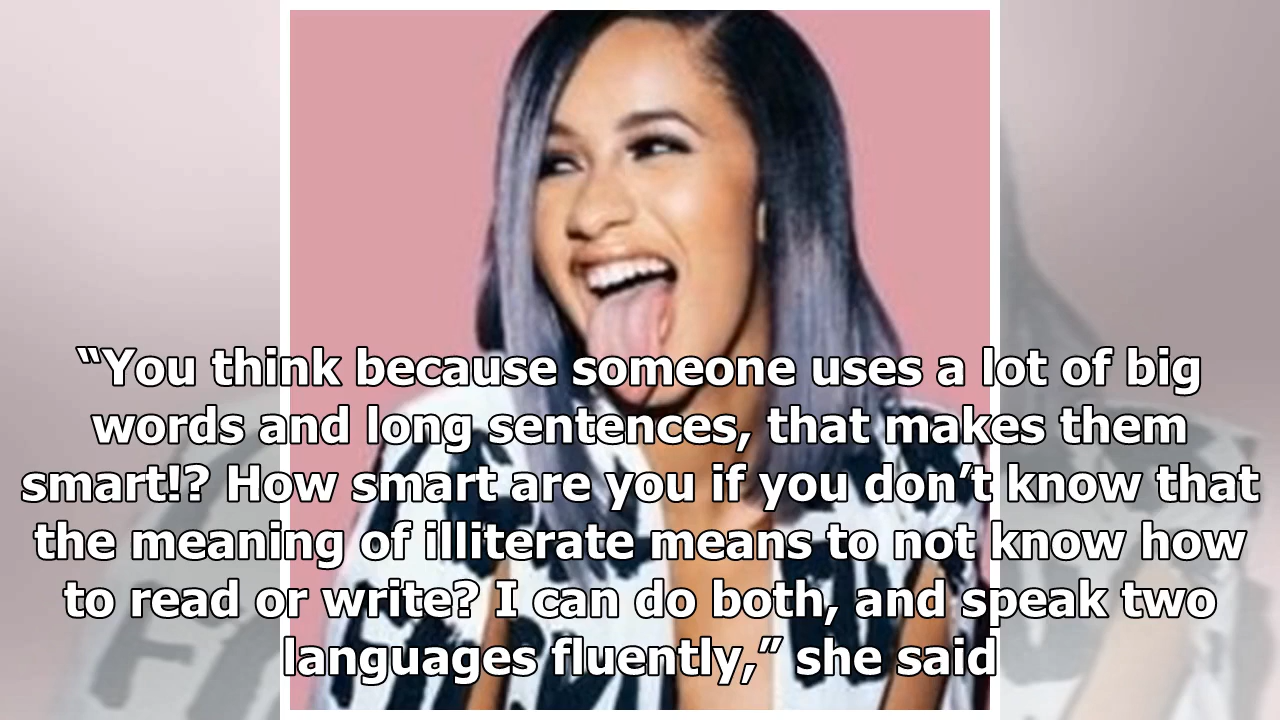 “You think because someone uses a lot of big
words and long sentences, that makes them
smart!? How smart are you if you don’t know that
the meaning of illiterate means to not know how
to read or write? I can do both, and speak two
languages fluently,” she said